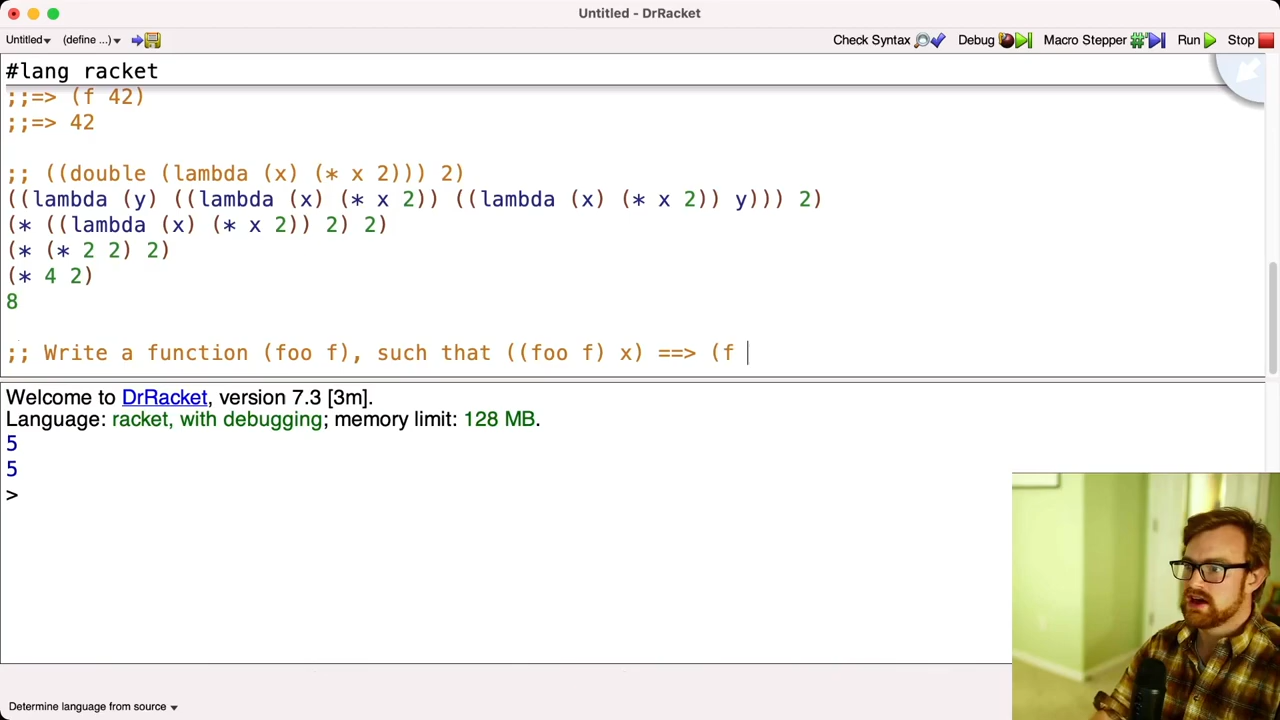 Untitled - DrRacket
Untitled▾ (define ...)▾ Check Syntax Debug Macro Stepper Run Stop
#lang racket
;;=> (f 42)
;;=> 42
;; ((double (lambda (x) (* x 2))) 2)
((lambda (y) ((lambda (x) (* x 2)) ((lambda (x) (* x 2)) y))) 2)
(* ((lambda (x) (* x 2)) 2) 2)
(* (* 2 2) 2)
(* 4 2)
8
;; Write a function (foo f), such that ((foo f) x) ==> (f
Welcome to DrRacket, version 7.3 [3m].
Language: racket, with debugging; memory limit: 128 MB.
5
5
>
Determine language from source ▾